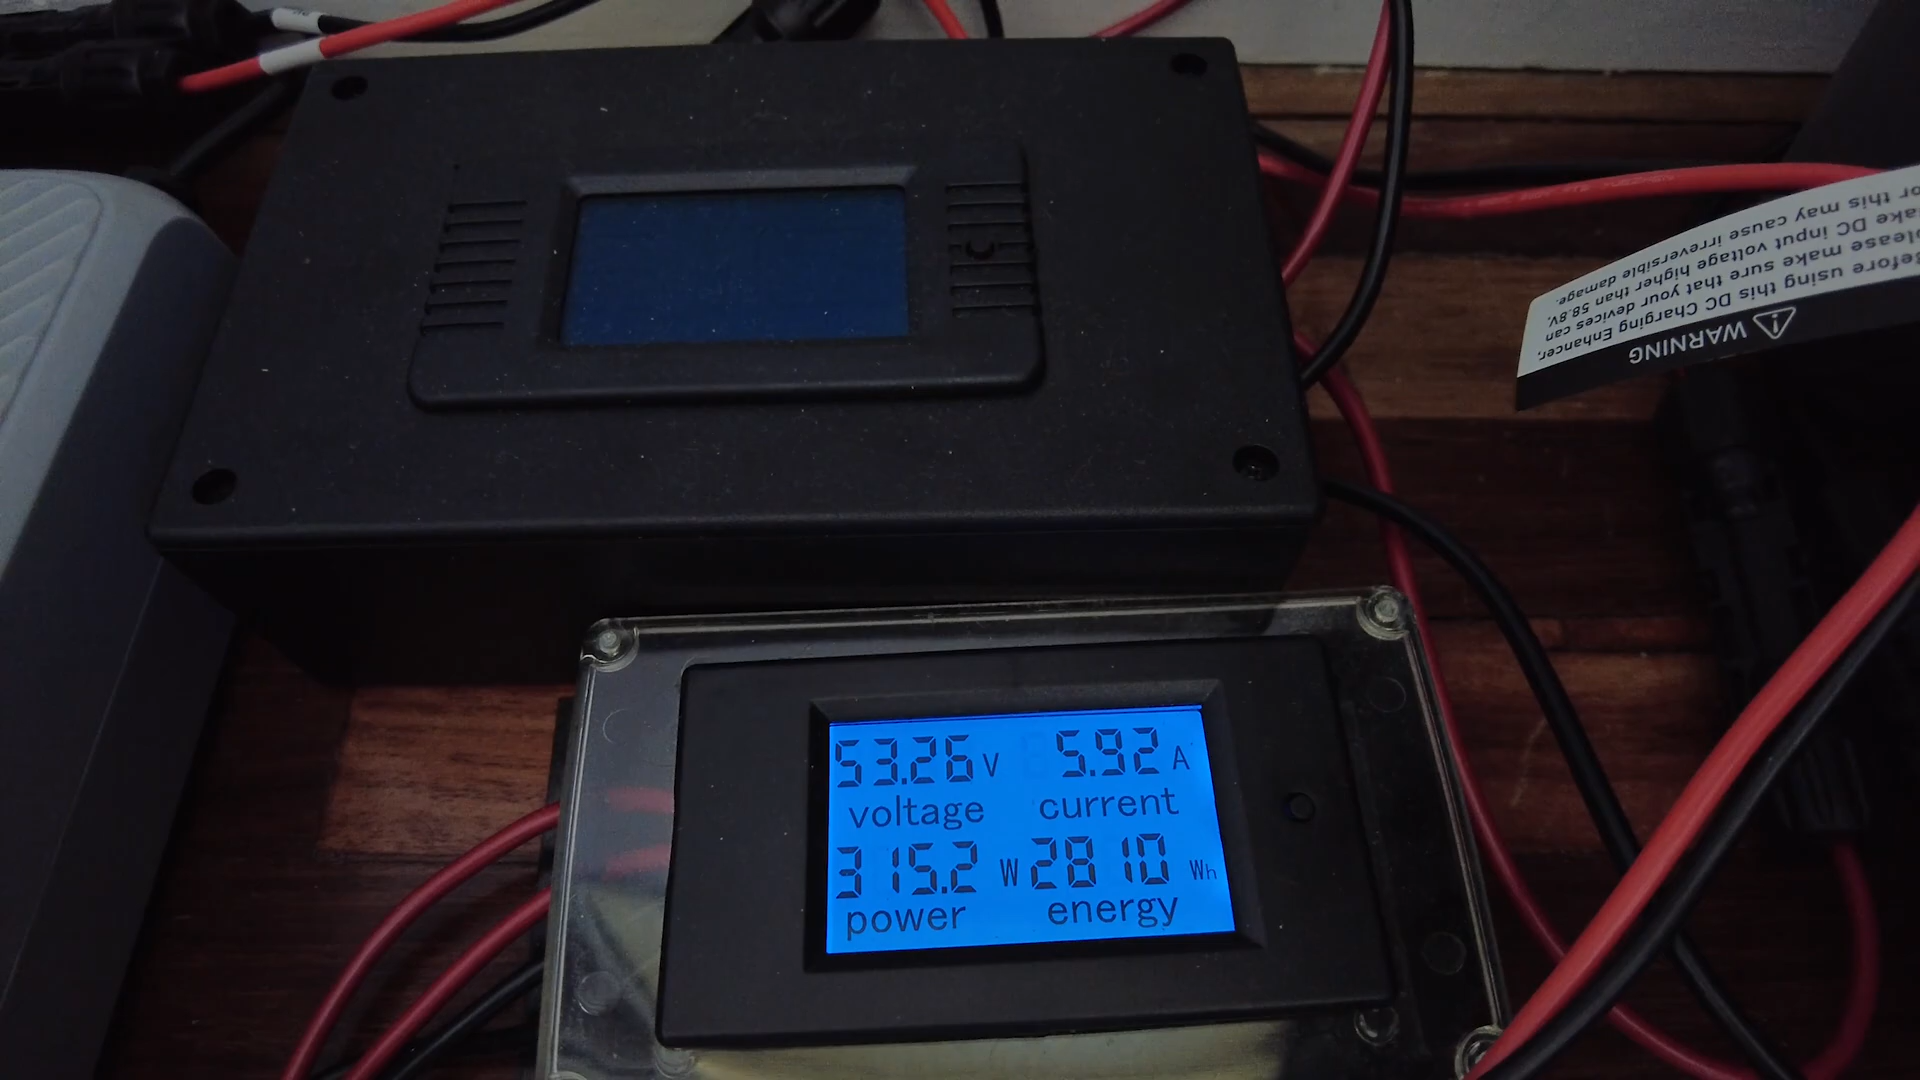 WARNING
Before using this DC Charging Enhancer,
please make sure that your devices can
make DC input voltage higher than 58.8V,
or this may cause irreversible damage.
53.26 V 5.92 A
voltage current
315.2 W 2810 Wh
power energy